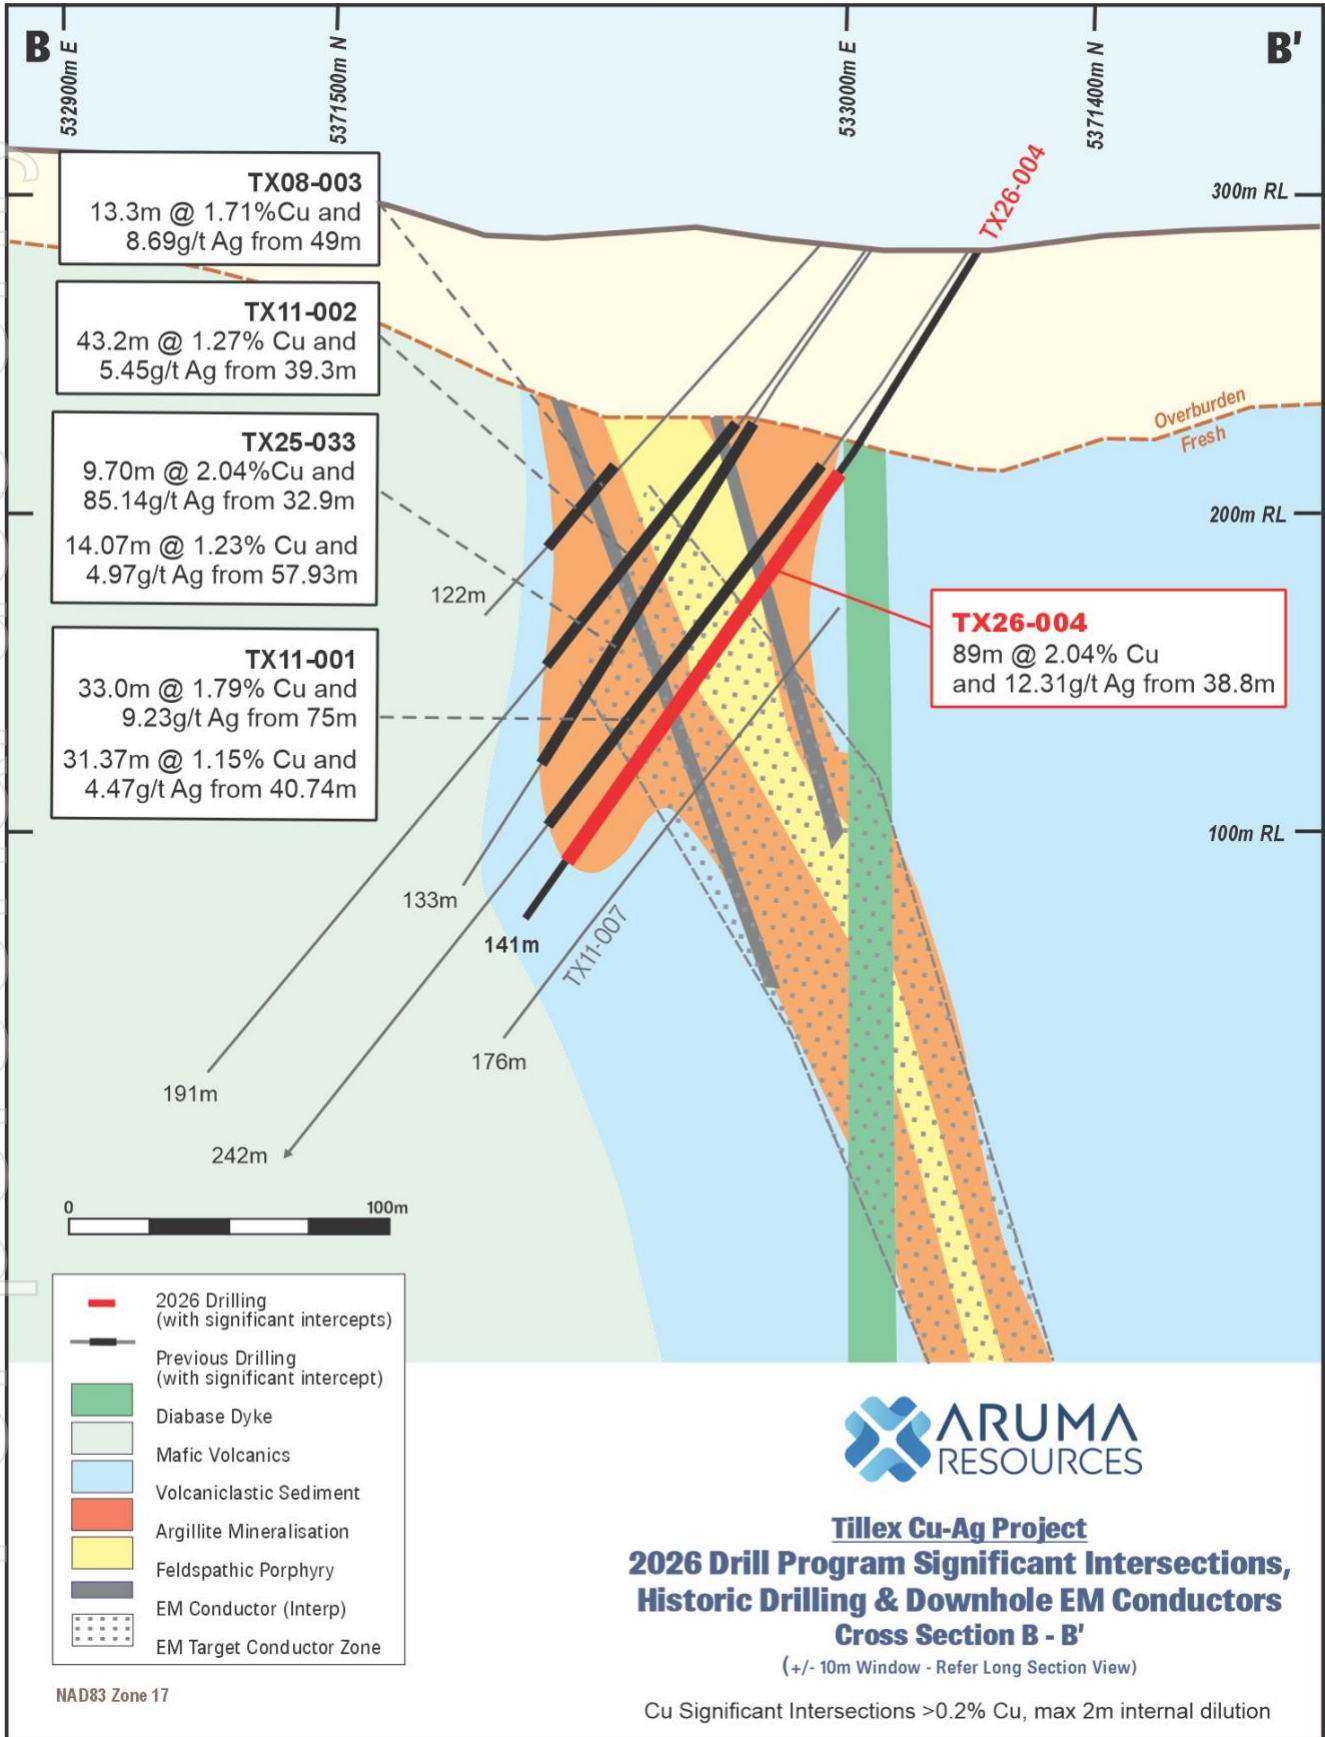 B
532900m E
5371500m N
533000m E
5371400m N
B'
TX26-004
300m RL
200m RL
100m RL
TX08-003
13.3m @ 1.71%Cu and
8.69g/t Ag from 49m
TX11-002
43.2m @ 1.27% Cu and
5.45g/t Ag from 39.3m
TX25-033
9.70m @ 2.04%Cu and
85.14g/t Ag from 32.9m
14.07m @ 1.23% Cu and
4.97g/t Ag from 57.93m
TX11-001
33.0m @ 1.79% Cu and
9.23g/t Ag from 75m
31.37m @ 1.15% Cu and
4.47g/t Ag from 40.74m
Overburden
Fresh
TX26-004
89m @ 2.04% Cu
and 12.31g/t Ag from 38.8m
122m
133m
141m
TX11-007
176m
191m
242m
0 100m
2026 Drilling
(with significant intercepts)
Previous Drilling
(with significant intercept)
Diabase Dyke
Mafic Volcanics
Volcaniclastic Sediment
Argillite Mineralisation
Feldspathic Porphyry
EM Conductor (Interp)
EM Target Conductor Zone
NAD83 Zone 17
ARUMA
RESOURCES
Tillex Cu-Ag Project
2026 Drill Program Significant Intersections,
Historic Drilling & Downhole EM Conductors
Cross Section B - B'
(+/- 10m Window - Refer Long Section View)
Cu Significant Intersections >0.2% Cu, max 2m internal dilution